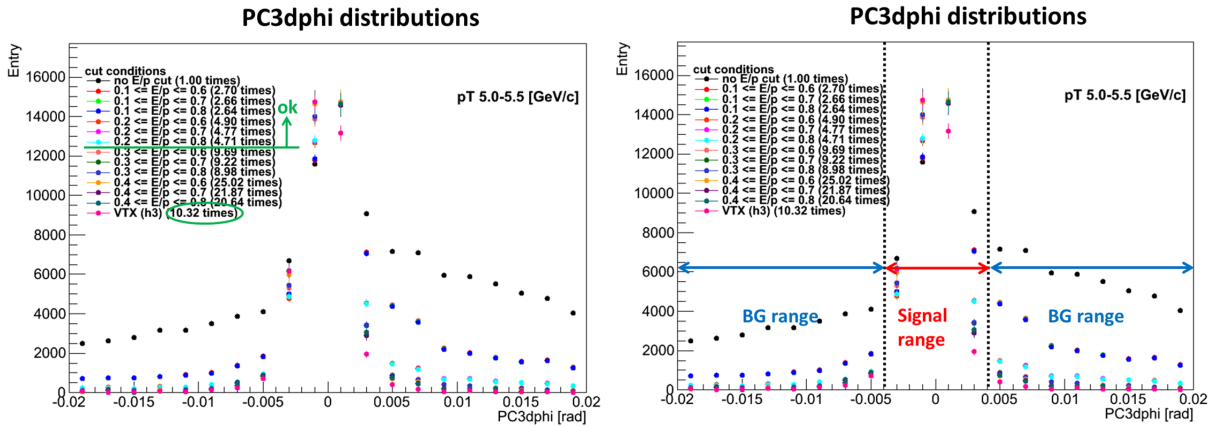 PC3dphi distributions
Entry
16000
14000
12000
10000
8000
6000
4000
2000
0
cut conditions
no E/p cut (1.00 times)
0.1 <= E/p <= 0.6 (2.70 times)
0.1 <= E/p <= 0.7 (2.66 times)
0.1 <= E/p <= 0.8 (2.64 times)
0.2 <= E/p <= 0.6 (4.90 times)
0.2 <= E/p <= 0.7 (4.77 times)
0.2 <= E/p <= 0.8 (4.71 times)
0.3 <= E/p <= 0.6 (9.69 times)
0.3 <= E/p <= 0.7 (9.22 times)
0.3 <= E/p <= 0.8 (8.98 times)
0.4 <= E/p <= 0.6 (25.02 times)
0.4 <= E/p <= 0.7 (21.87 times)
0.4 <= E/p <= 0.8 (20.64 times)
VTX (h3) (10.32 times)
ok
pT 5.0-5.5 [GeV/c]
-0.02 -0.015 -0.01 -0.005 0 0.005 0.01 0.015 0.02
PC3dphi [rad]
PC3dphi distributions
Entry
16000
14000
12000
10000
8000
6000
4000
2000
0
cut conditions
no E/p cut (1.00 times)
0.1 <= E/p <= 0.6 (2.70 times)
0.1 <= E/p <= 0.7 (2.66 times)
0.1 <= E/p <= 0.8 (2.64 times)
0.2 <= E/p <= 0.6 (4.90 times)
0.2 <= E/p <= 0.7 (4.77 times)
0.2 <= E/p <= 0.8 (4.71 times)
0.3 <= E/p <= 0.6 (9.69 times)
0.3 <= E/p <= 0.7 (9.22 times)
0.3 <= E/p <= 0.8 (8.98 times)
0.4 <= E/p <= 0.6 (25.02 times)
0.4 <= E/p <= 0.7 (21.87 times)
0.4 <= E/p <= 0.8 (20.64 times)
VTX (h3) (10.32 times)
pT 5.0-5.5 [GeV/c]
BG range
Signal
range
BG range
-0.02 -0.015 -0.01 -0.005 0 0.005 0.01 0.015 0.02
PC3dphi [rad]